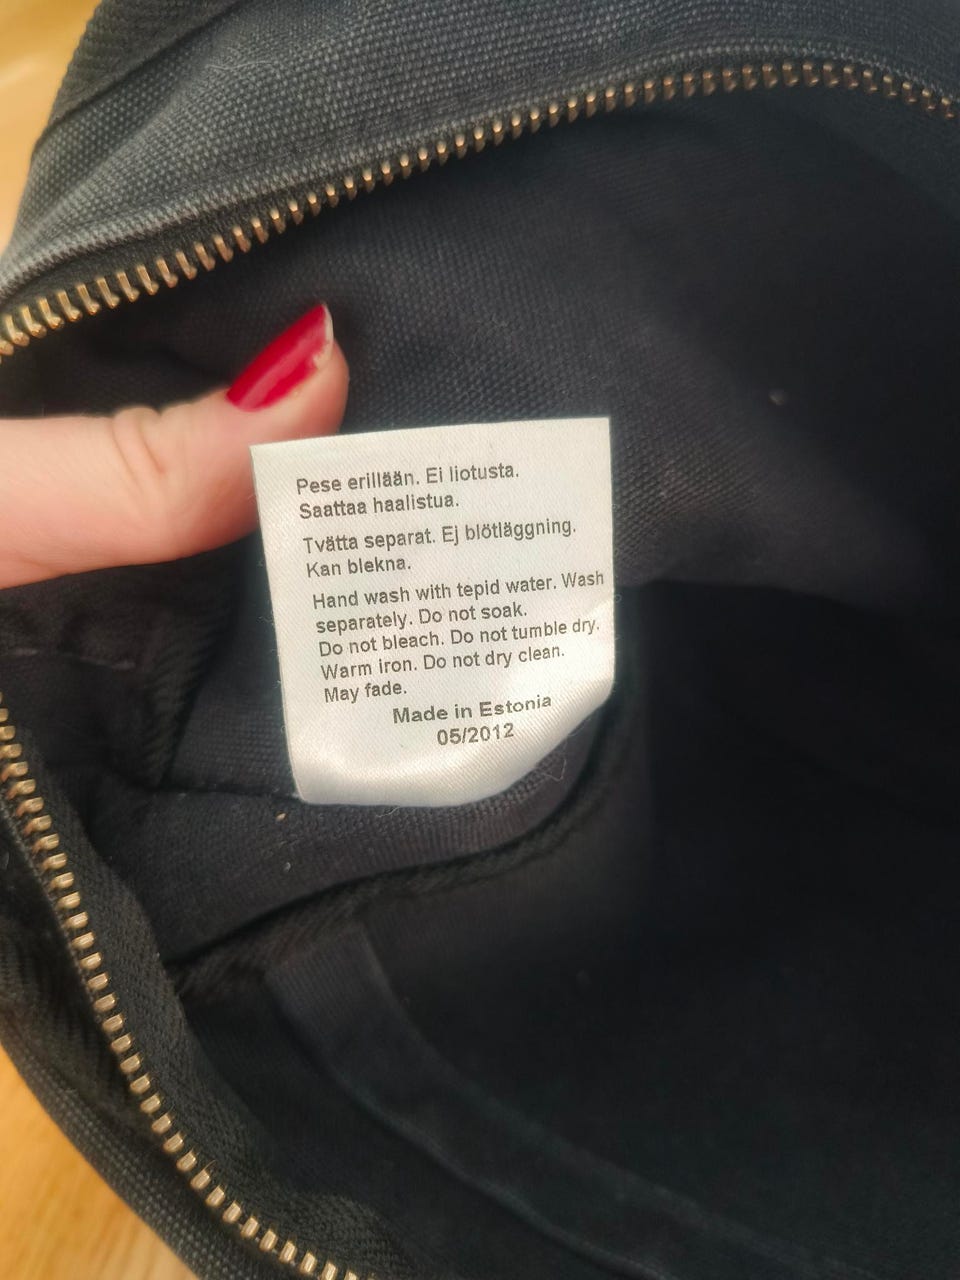 Pese erillään. Ei liotusta.
Saattaa haalistua.
Tvätta separat. Ej blötläggning.
Kan blekna.
Hand wash with tepid water. Wash
separately. Do not soak.
Do not bleach. Do not tumble dry.
Warm iron. Do not dry clean.
May fade.
Made in Estonia
05/2012